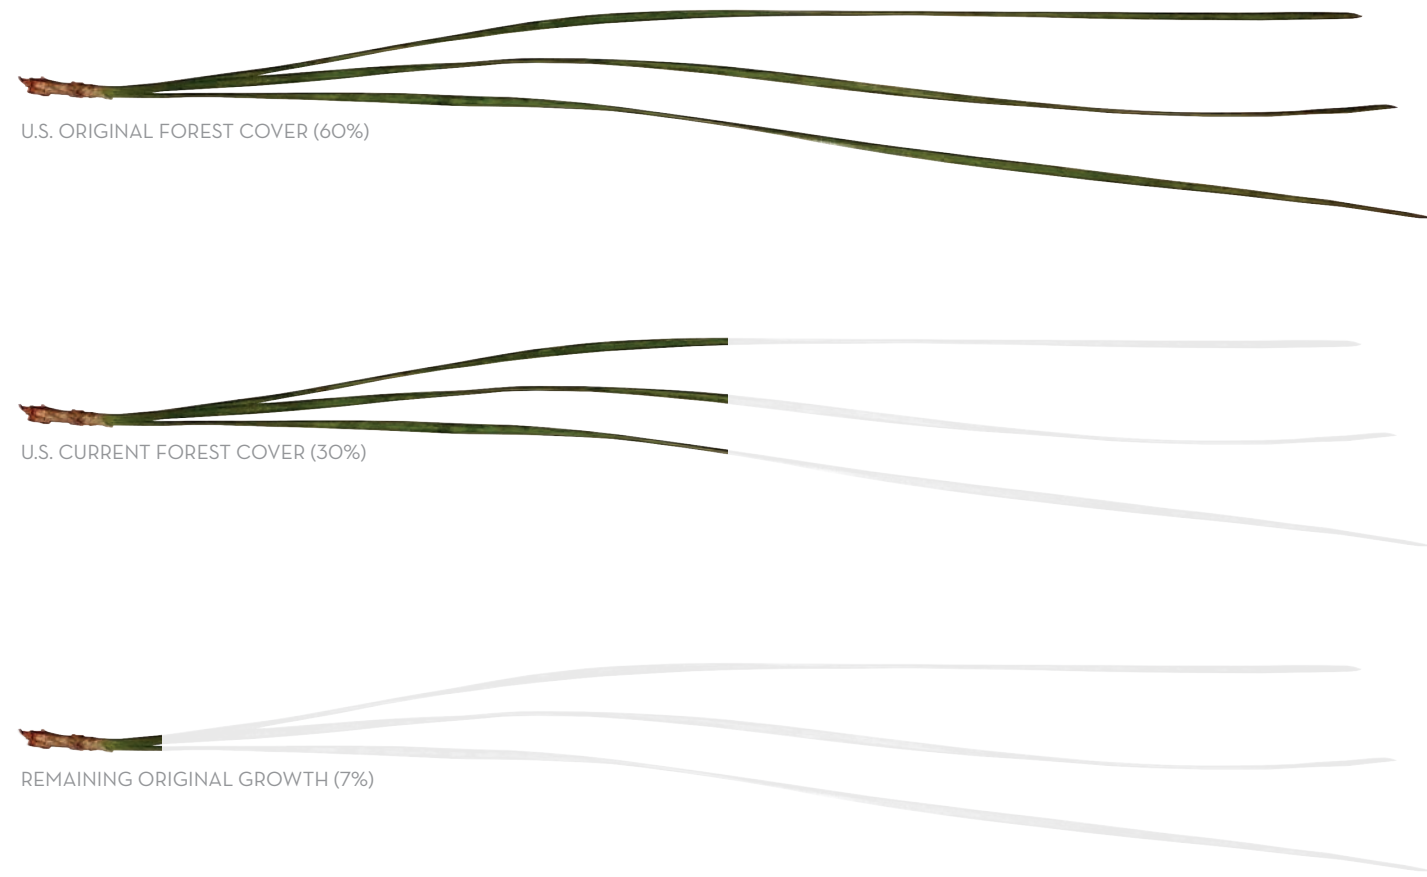 U.S. ORIGINAL FOREST COVER (60%)
U.S. CURRENT FOREST COVER (30%)
REMAINING ORIGINAL GROWTH (7%)